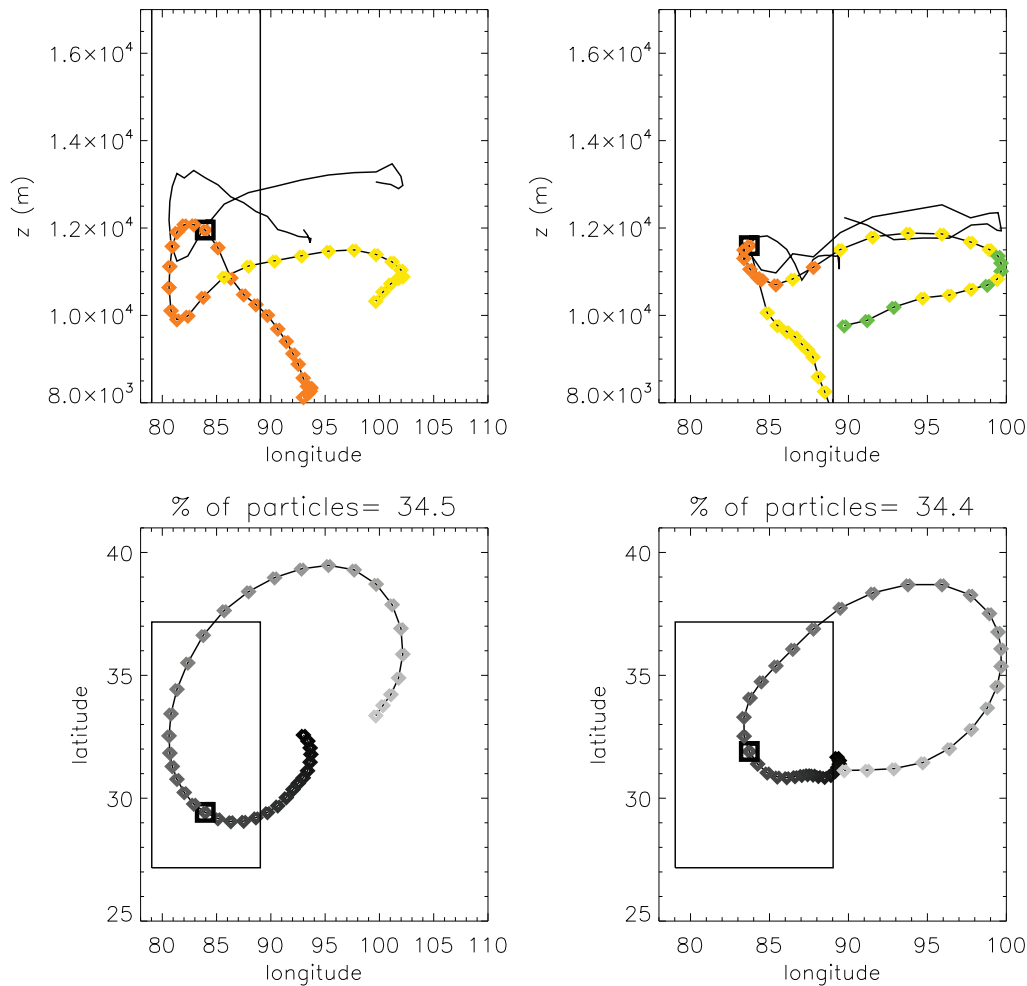 1.6×10⁴
1.4×10⁴
1.2×10⁴
1.0×10⁴
8.0×10³
z (m)
80 85 90 95 100 105 110
longitude
1.6×10⁴
1.4×10⁴
1.2×10⁴
1.0×10⁴
8.0×10³
z (m)
80 85 90 95 100
longitude
% of particles= 34.5
40
35
30
25
latitude
80 85 90 95 100 105 110
longitude
% of particles= 34.4
40
35
30
25
latitude
80 85 90 95 100
longitude